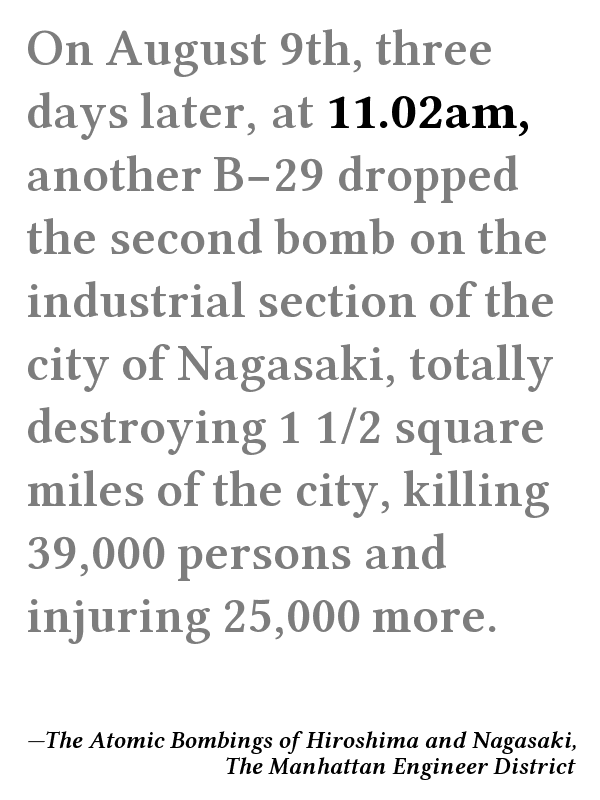 On August 9th, three
days later, at 11.02am,
another B–29 dropped
the second bomb on the
industrial section of the
city of Nagasaki, totally
destroying 1 1/2 square
miles of the city, killing
39,000 persons and
injuring 25,000 more.
—The Atomic Bombings of Hiroshima and Nagasaki,
The Manhattan Engineer District